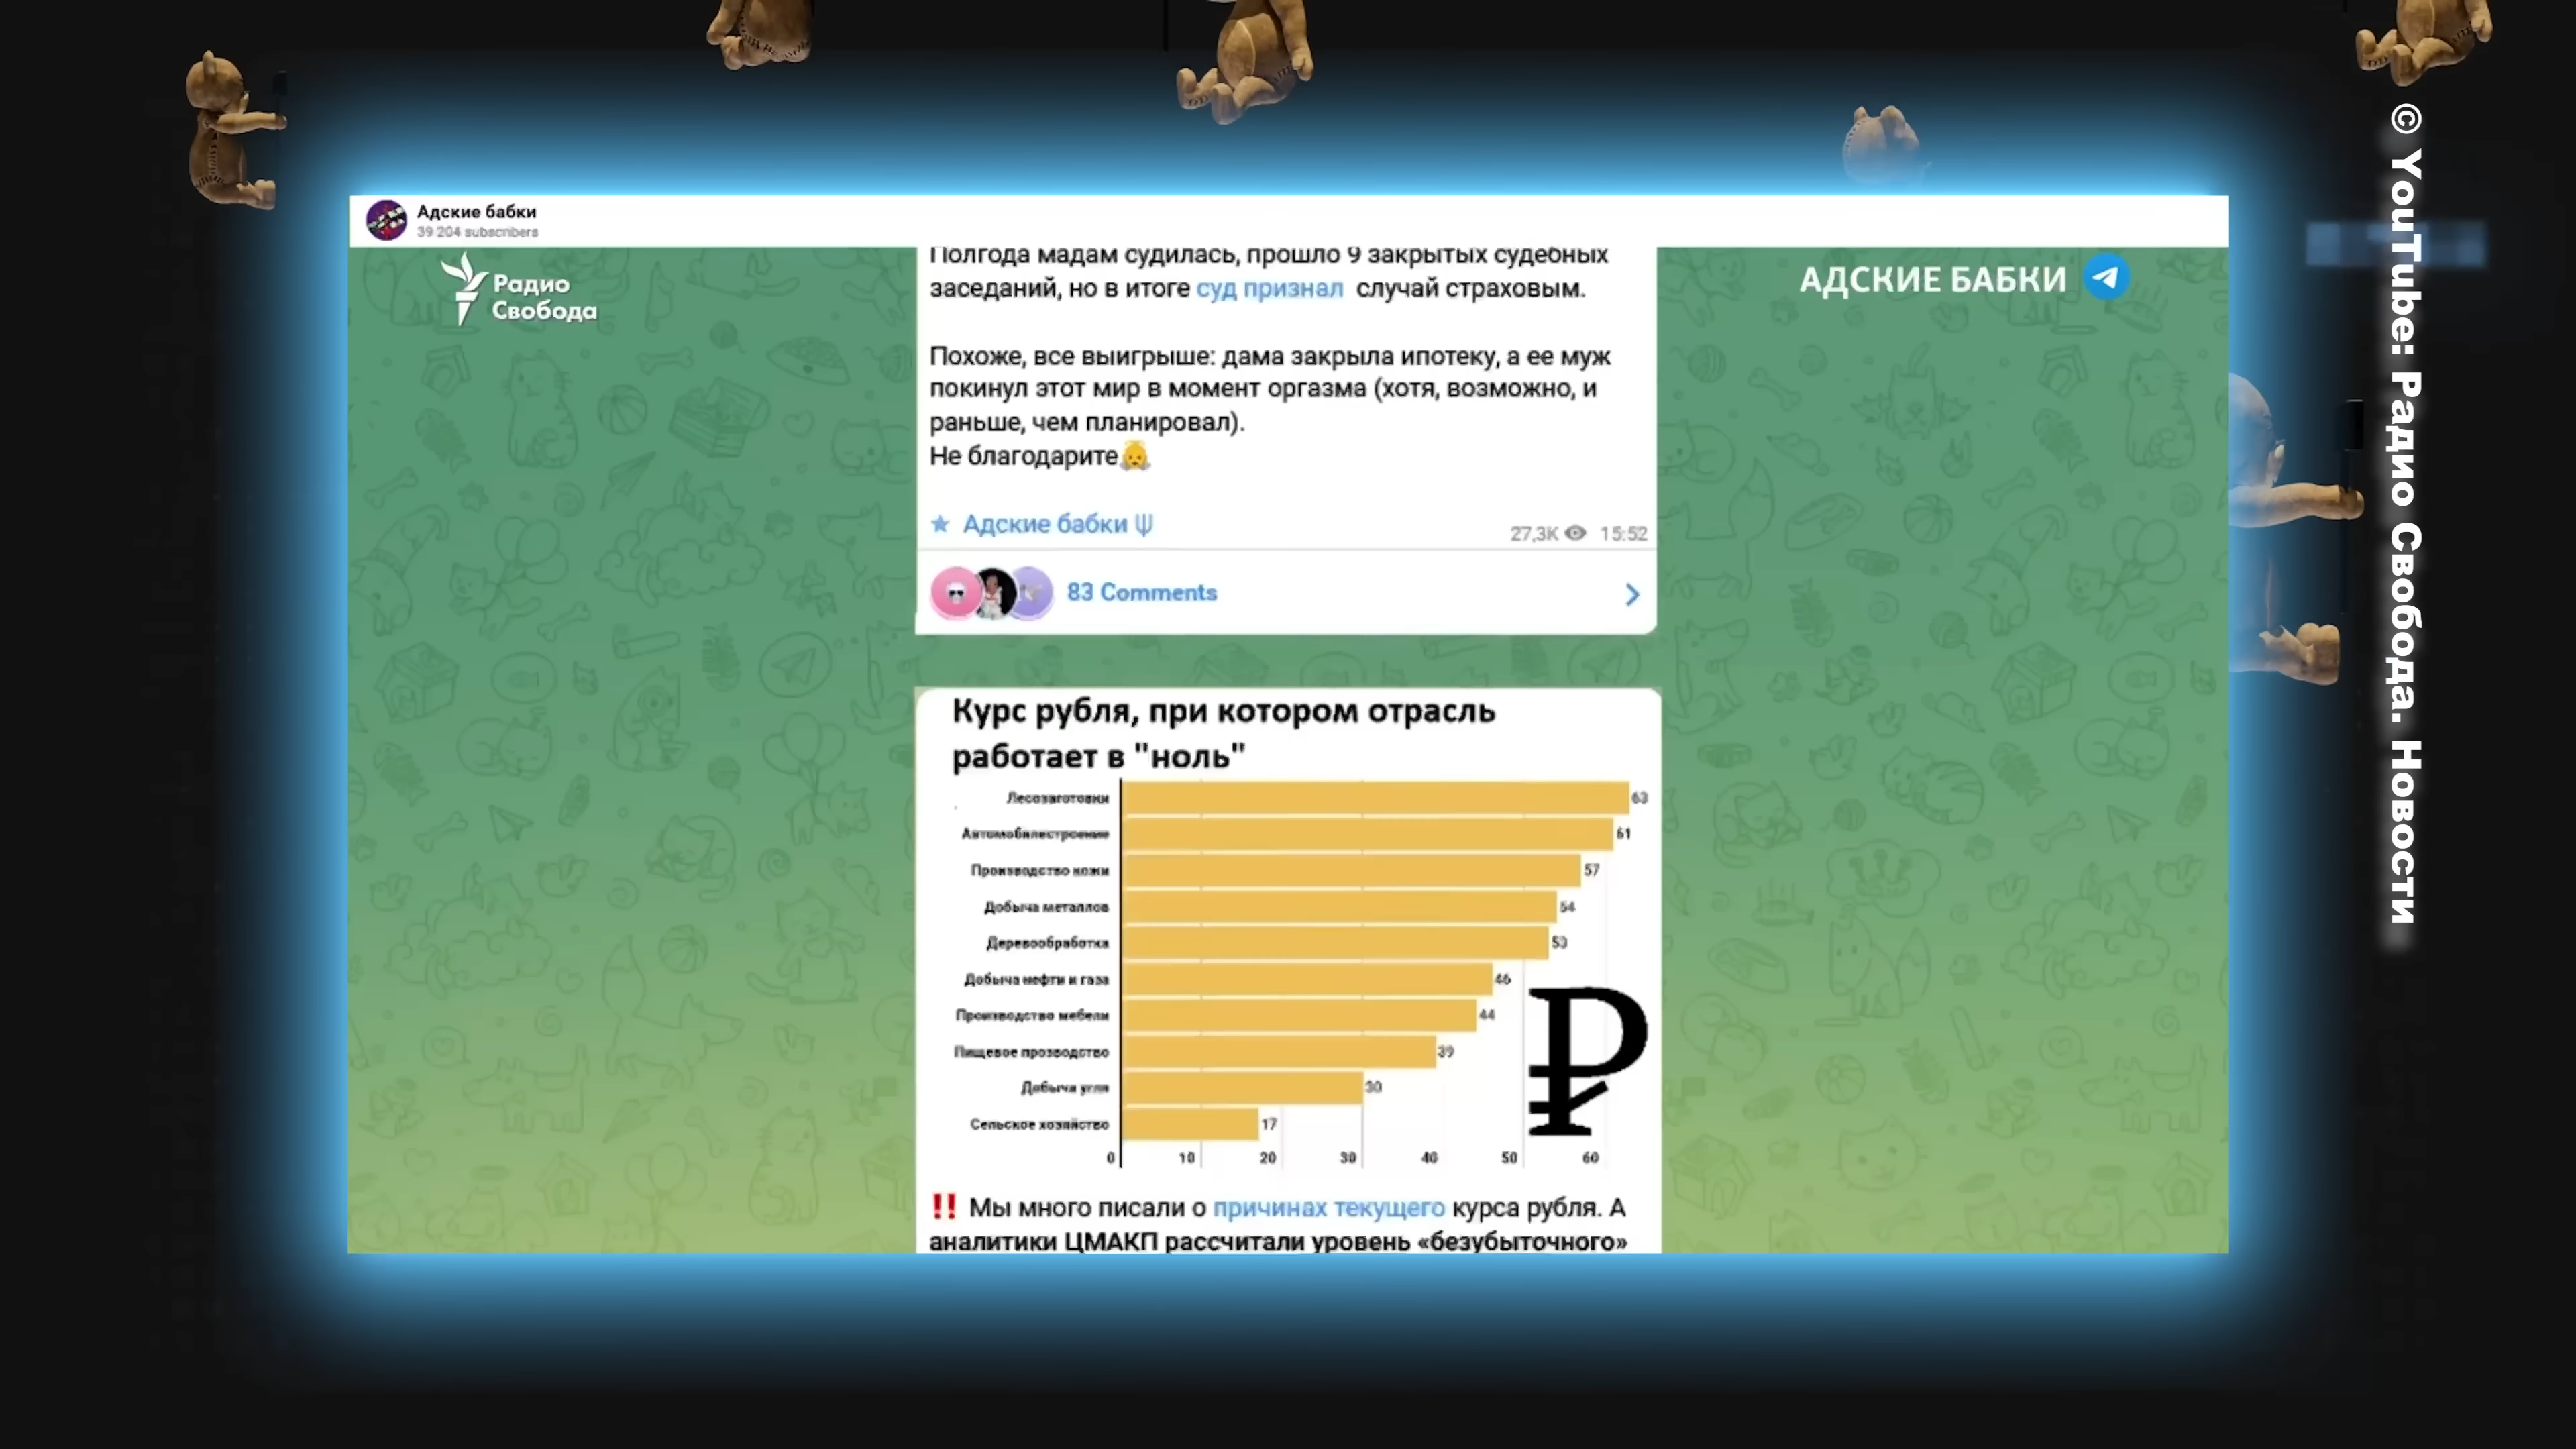 Адские бабки
39 204 subscribers
Радио
Свобода
АДСКИЕ БАБКИ
Полгода мадам судилась, прошло 9 закрытых судебных
заседаний, но в итоге суд признал случай страховым.
Похоже, все выигрыше: дама закрыла ипотеку, а ее муж
покинул этот мир в момент оргазма (хотя, возможно, и
раньше, чем планировал).
Не благодарите
Адские бабки
27,3K 15:52
83 Comments
Курс рубля, при котором отрасль
работает в "ноль"
Лесозаготовки 63
Автомобилестроение 61
Производство кожи 57
Добыча металлов 54
Деревообработка 53
Добыча нефти и газа 46
Производство мебели 44
Пищевое прозводство 39
Добыча угля 30
Сельское хозяйство 17
0 10 20 30 40 50 60
₽
!! Мы много писали о причинах текущего курса рубля. А
аналитики ЦМАКП рассчитали уровень «безубыточного»
© YouTube: Радио Свобода. Новости